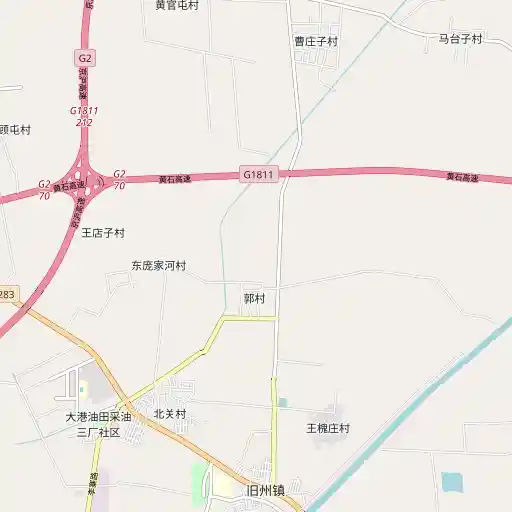 黄官屯村
曹庄子村
马台子村
G2
G1811
212
顾屯村
G2
70
G1811
黄石高速
黄石高速
G2
70
黄石高速
王店子村
东庞家河村
283
郭村
大港油田采油
三厂社区
北关村
王槐庄村
旧州镇